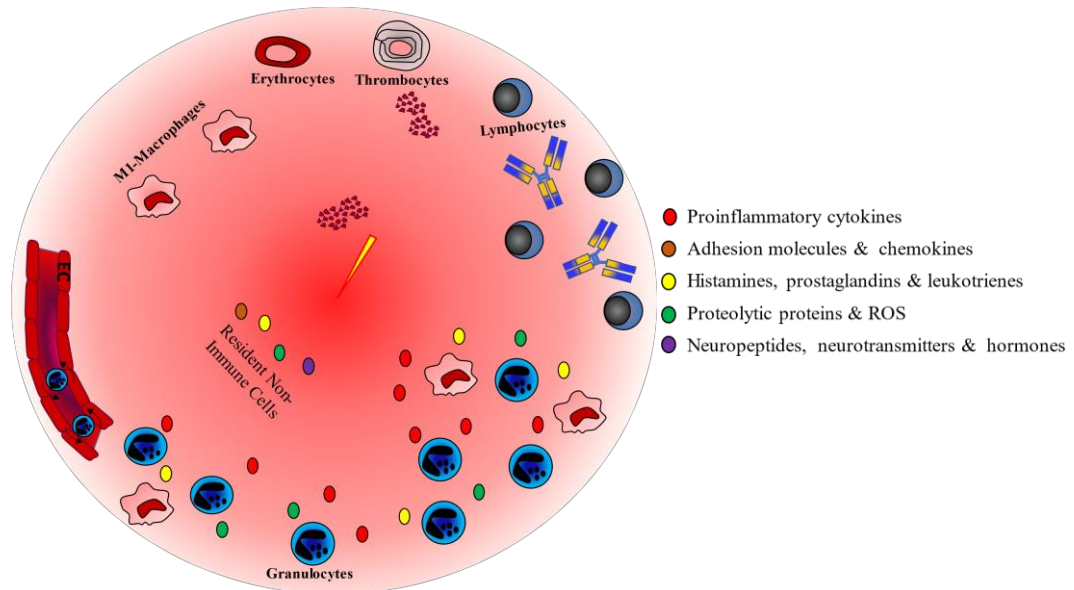 Erythrocytes
Thrombocytes
Lymphocytes
M1-Macrophages
EC
Resident Non-
Immune Cells
Granulocytes
Proinflammatory cytokines
Adhesion molecules & chemokines
Histamines, prostaglandins & leukotrienes
Proteolytic proteins & ROS
Neuropeptides, neurotransmitters & hormones